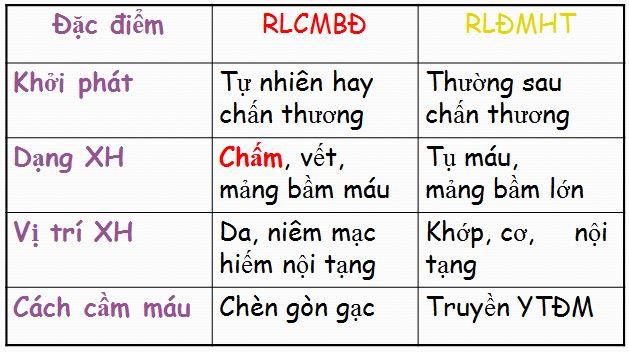 Đặc điểm RLCMBĐ RLĐMHT
Khởi phát Tự nhiên hay Thường sau
chấn thương chấn thương
Dạng XH Chấm, vết, Tụ máu,
mảng bầm máu mảng bầm lớn
Vị trí XH Da, niêm mạc Khớp, cơ, nội
hiếm nội tạng tạng
Cách cầm máu Chèn gòn gạc Truyền YTĐM